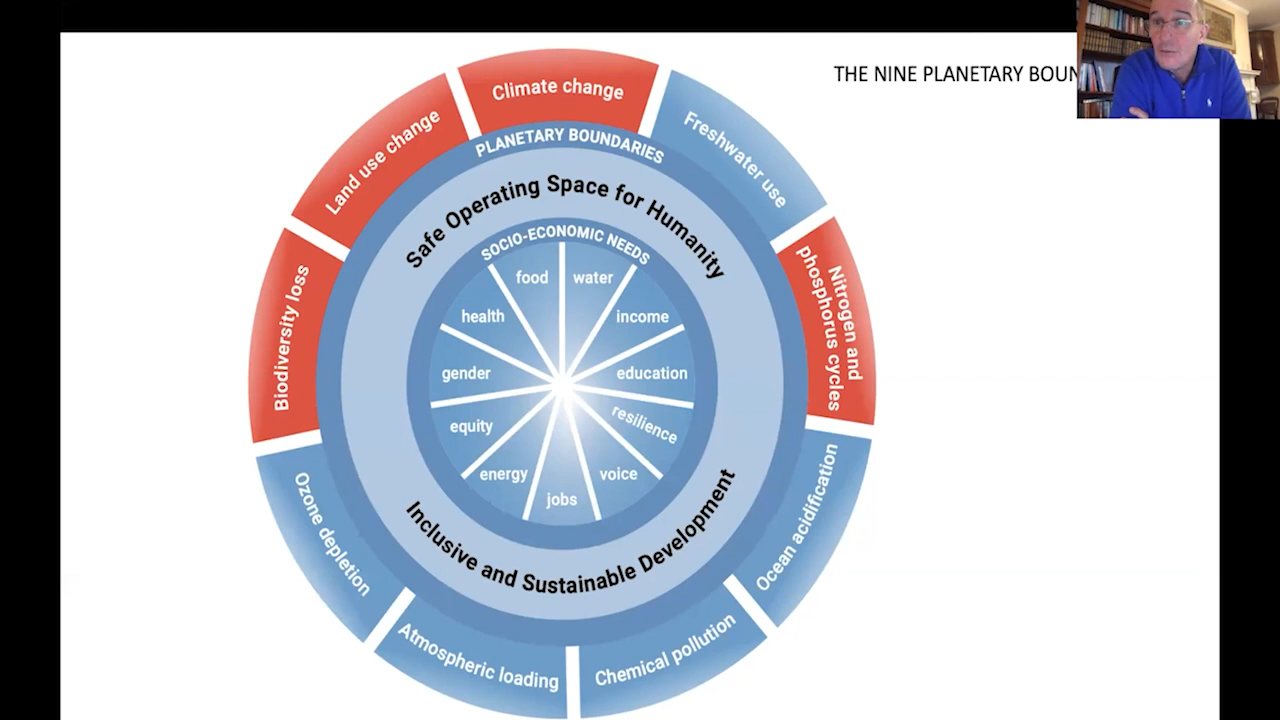 THE NINE PLANETARY BOUN
Climate change
Freshwater use
Nitrogen and
phosphorus cycles
Ocean acidification
Chemical pollution
Atmospheric loading
Ozone depletion
Biodiversity loss
Land use change
PLANETARY BOUNDARIES
Safe Operating Space for Humanity
SOCIO-ECONOMIC NEEDS
food
water
income
education
resilience
voice
jobs
energy
equity
gender
health
Inclusive and Sustainable Development